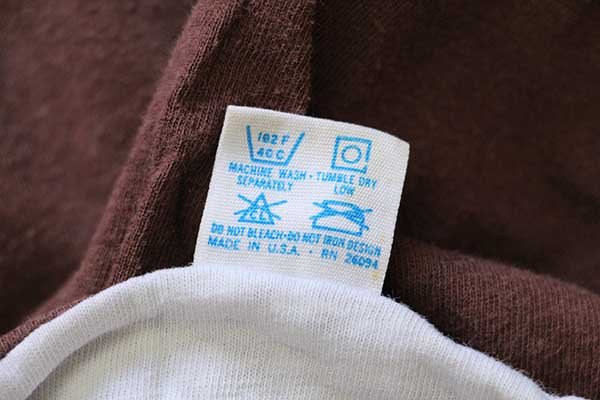 102 F
40 C
MACHINE WASH · TUMBLE DRY
SEPARATELY LOW
CL
DO NOT BLEACH · DO NOT IRON DESIGN
MADE IN U.S.A. · RN 26094